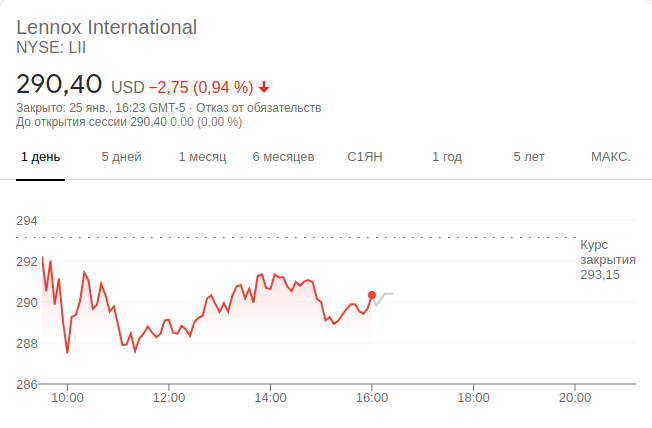 Lennox International
NYSE: LII
290,40 USD −2,75 (0,94 %)
Закрыто: 25 янв., 16:23 GMT-5 · Отказ от обязательств
До открытия сессии 290,40 0,00 (0,00 %)
1 день 5 дней 1 месяц 6 месяцев С1ЯН 1 год 5 лет МАКС.
294
Курс
закрытия
293,15
292
290
288
286
10:00 12:00 14:00 16:00 18:00 20:00